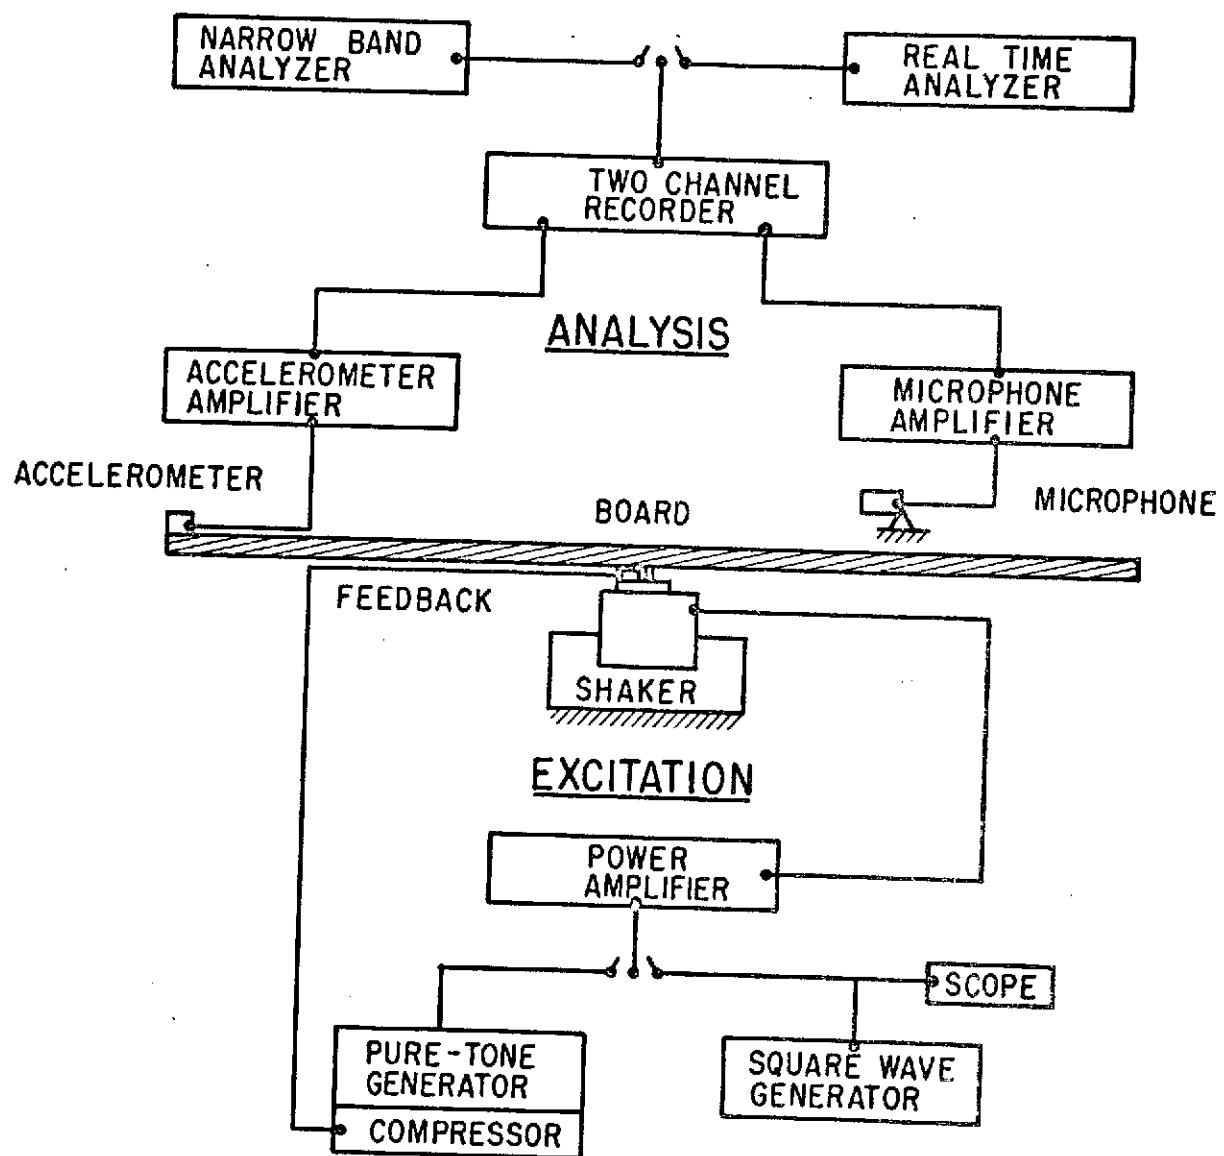 NARROW BAND
ANALYZER
REAL TIME
ANALYZER
TWO CHANNEL
RECORDER
ANALYSIS
ACCELEROMETER
AMPLIFIER
MICROPHONE
AMPLIFIER
ACCELEROMETER
MICROPHONE
BOARD
FEEDBACK
SHAKER
EXCITATION
POWER
AMPLIFIER
SCOPE
PURE-TONE
GENERATOR
SQUARE WAVE
GENERATOR
COMPRESSOR